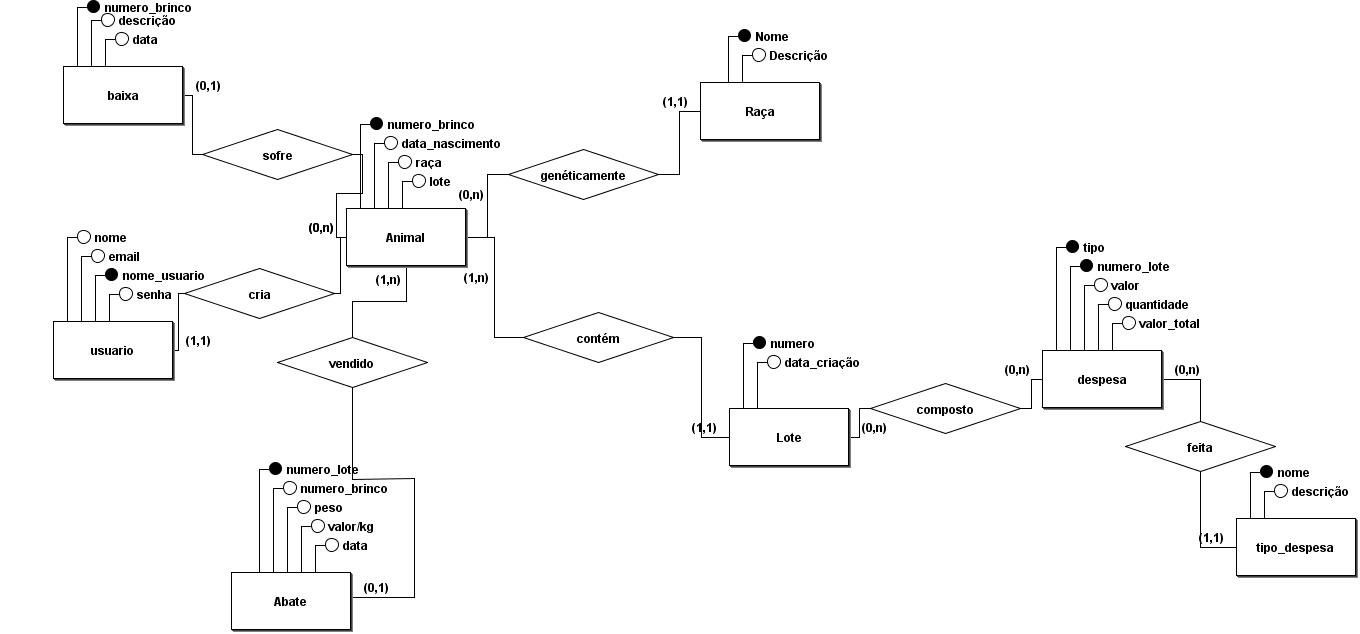 numero_brinco
descrição
data
baixa
(0,1)
sofre
Nome
Descrição
Raça
(1,1)
genéticamente
numero_brinco
data_nascimento
raça
lote
(0,n)
(0,n)
Animal
(1,n)
(1,n)
nome
email
nome_usuario
senha
usuario
(1,1)
cria
vendido
contém
numero
data_criação
Lote
(1,1)
(0,n)
composto
tipo
numero_lote
valor
quantidade
valor_total
despesa
(0,n)
(0,n)
feita
nome
descrição
tipo_despesa
(1,1)
numero_lote
numero_brinco
peso
valor/kg
data
Abate
(0,1)